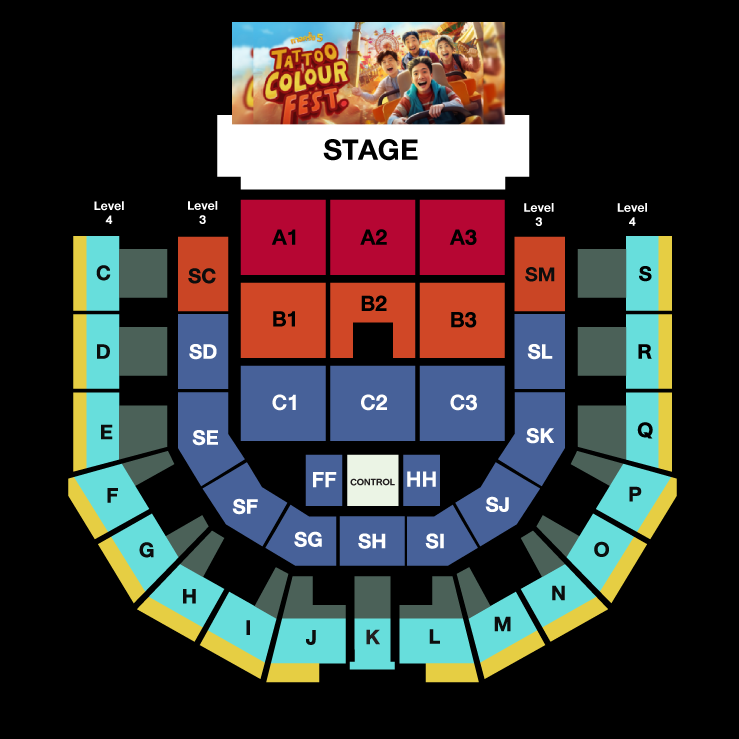 TATTOO
COLOUR
FEST.
STAGE
Level
4
Level
3
Level
3
Level
4
A1 A2 A3
C SC SM S
B1 B2 B3
D SD SL R
C1 C2 C3
E SE SK Q
FF CONTROL HH
F SF SJ P
G SG SH SI O
H N
I J K L M